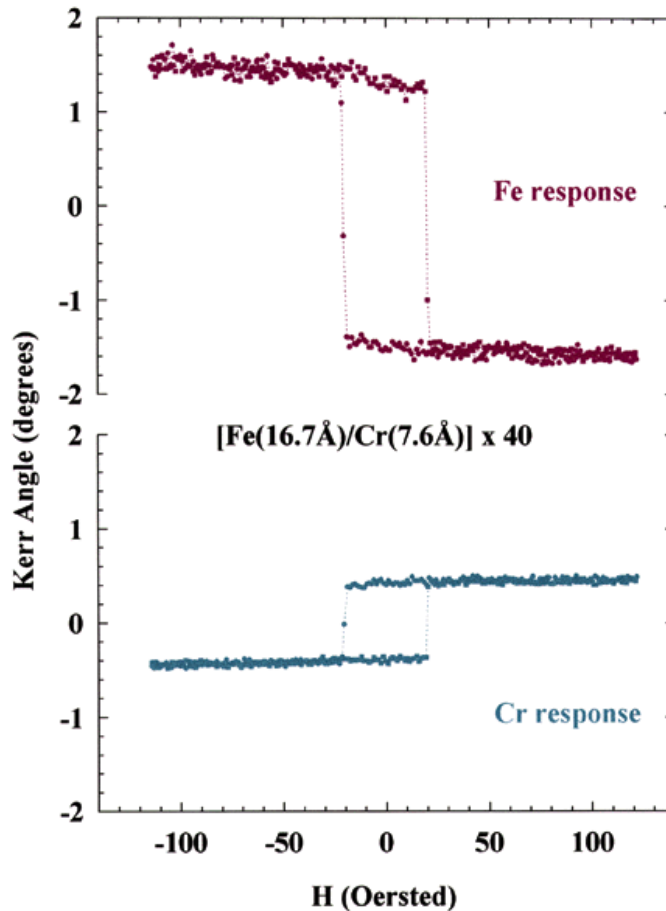 2
1
0
-1
-2
Fe response
[Fe(16.7Å)/Cr(7.6Å)] x 40
2
1
0
-1
-2
Cr response
Kerr Angle (degrees)
-100 -50 0 50 100
H (Oersted)